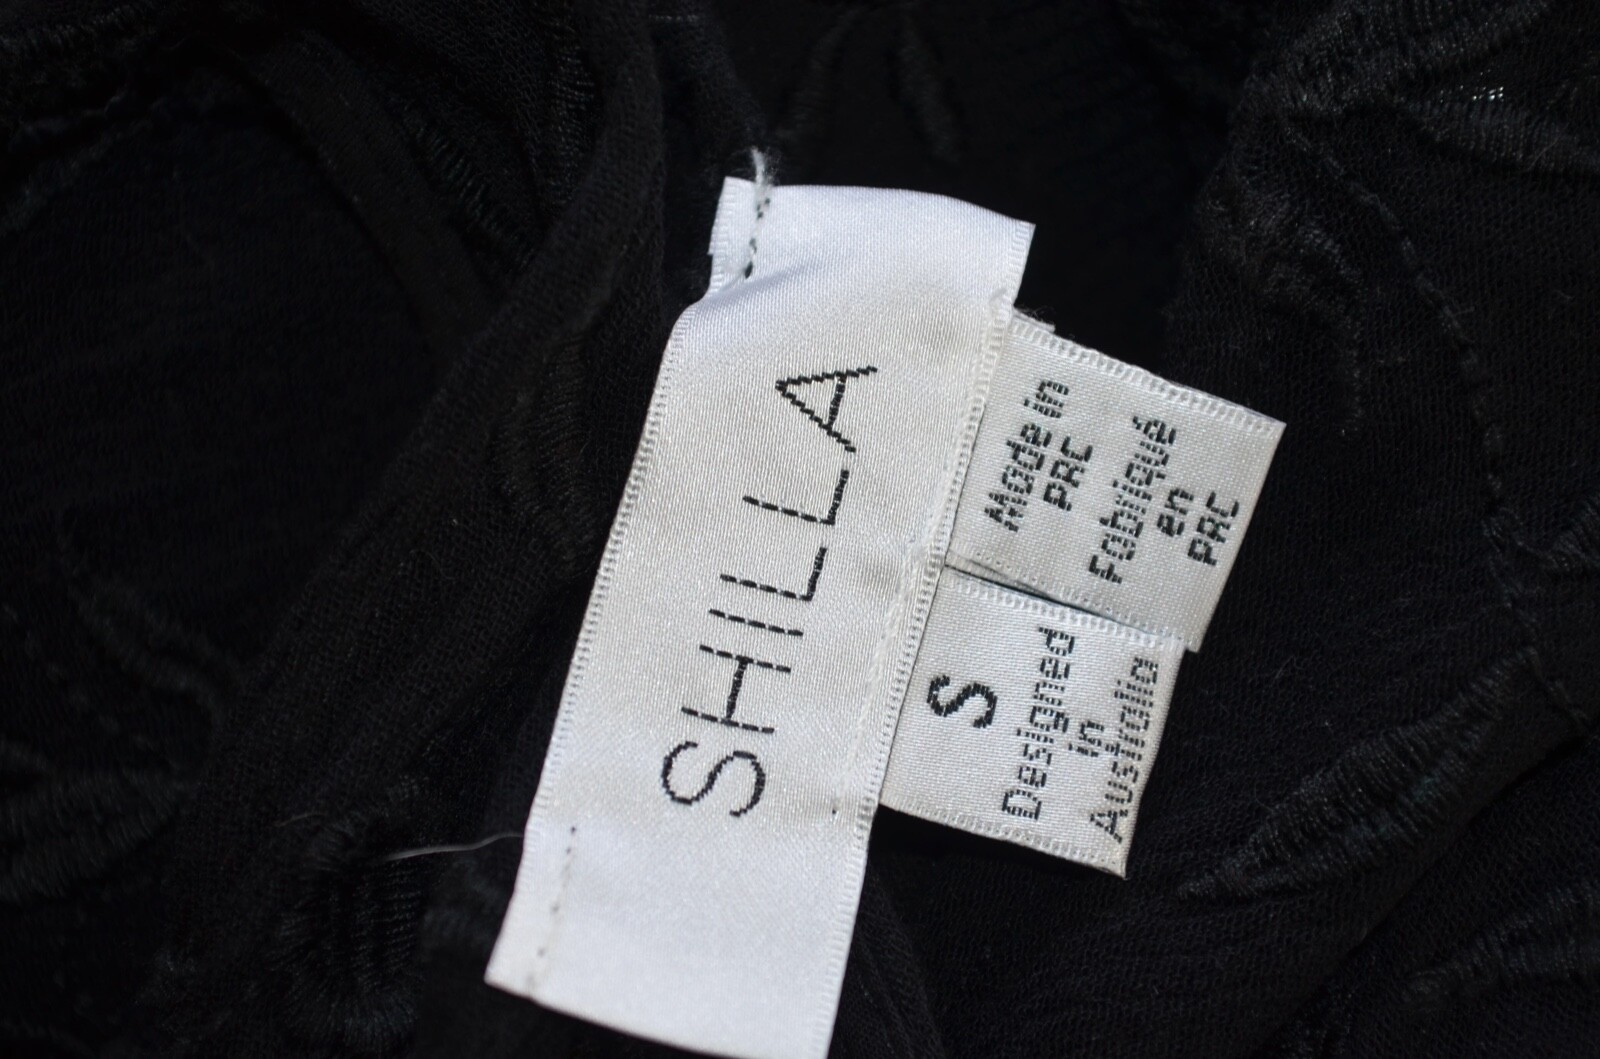 SHILLA
Made in
PRC
Fabriqué
en
PRC
S
Designed
in
Australia